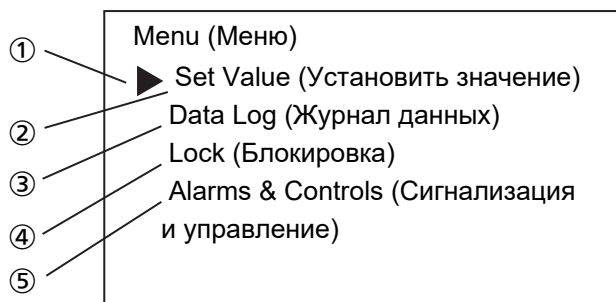 Menu (Меню)
① ▶ Set Value (Установить значение)
② Data Log (Журнал данных)
③ Lock (Блокировка)
④ Alarms & Controls (Сигнализация
и управление)
⑤